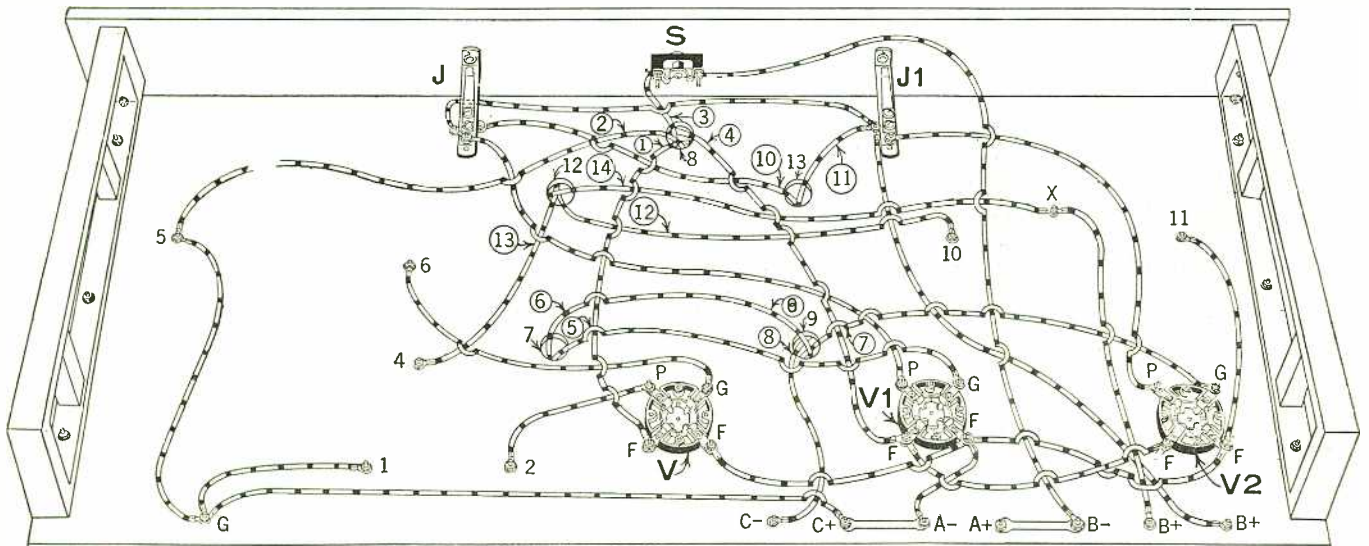 S
J
J1
③
② ④
① 8
⑩ 13
12 ⑭ ⑪
X
⑫
5 ⑬ 10 11
6
⑥ ⑧ 9
7 ⑤ ⑧ ⑦
4
P G P G P G
V1
F F F F F F
1 2 V V2
G C- C+ A- A+ B- B+ B+